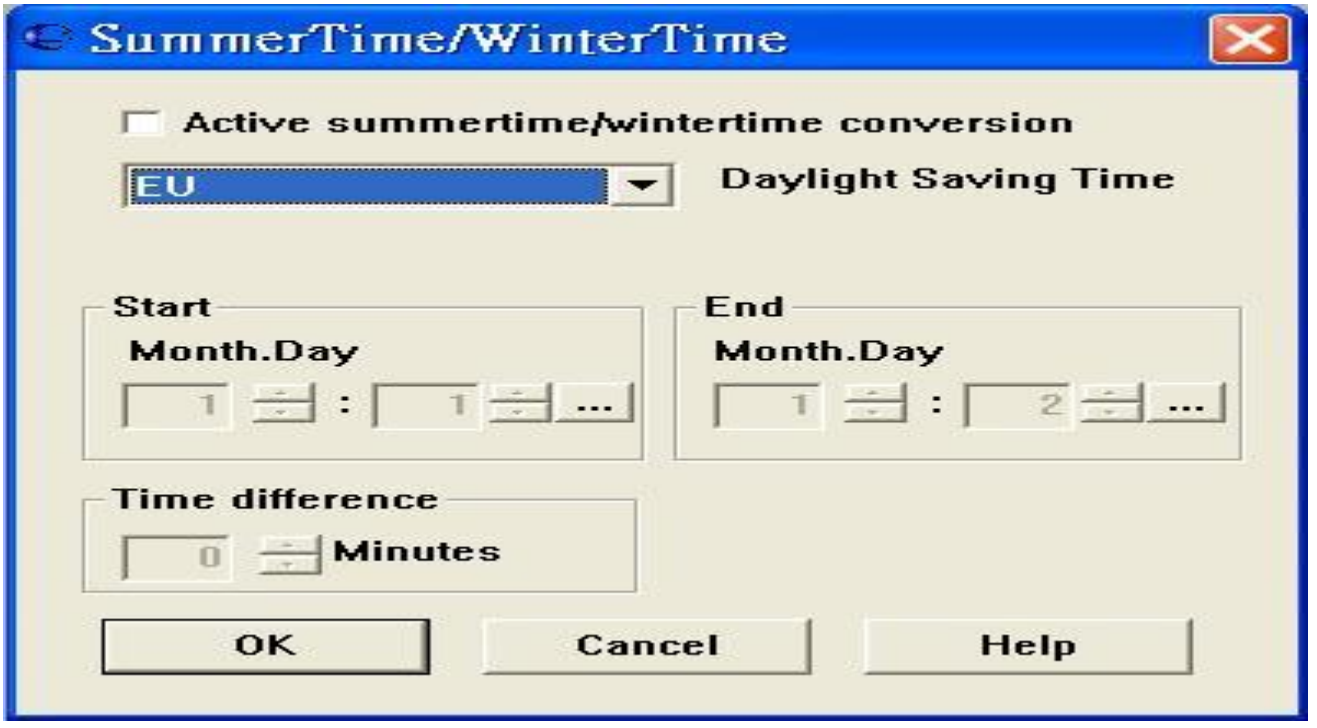 SummerTime/WinterTime
Active summertime/wintertime conversion
EU Daylight Saving Time
Start
Month.Day
1 : 1 ...
End
Month.Day
1 : 2 ...
Time difference
0 Minutes
OK Cancel Help